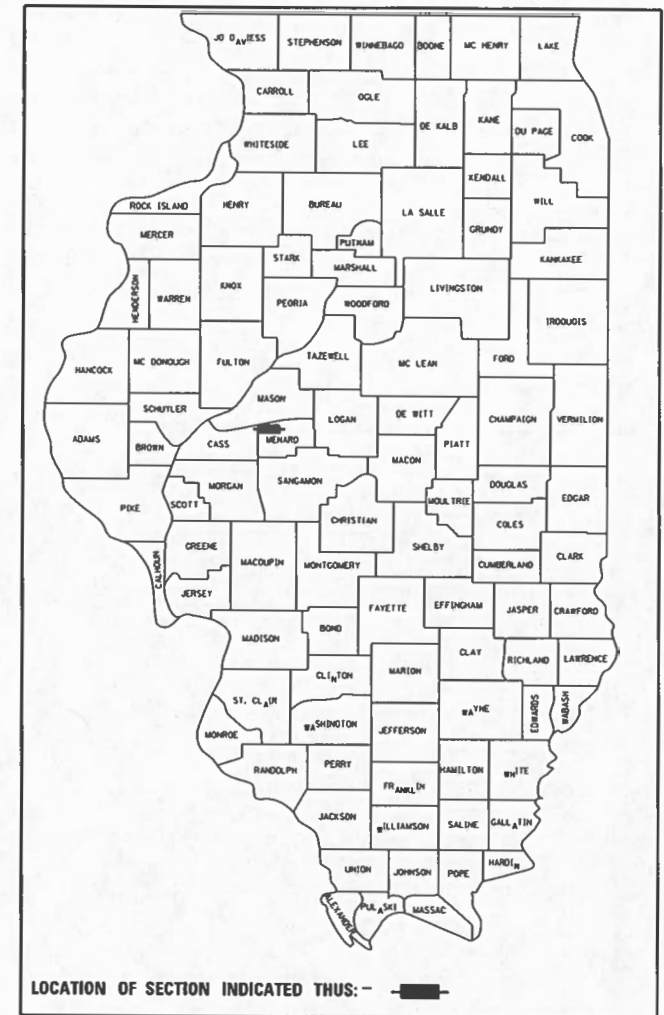 JO DAVIESS STEPHENSON WINNEBAGO BOONE MC HENRY LAKE
CARROLL OGLE DE KALB KANE DU PAGE COOK
WHITESIDE LEE
KENDALL WILL
ROCK ISLAND HENRY BUREAU LA SALLE GRUNDY
MERCER PUTNAM
STARK MARSHALL KANKAKEE
HENDERSON WARREN KNOX PEORIA WOODFORD LIVINGSTON IROQUOIS
HANCOCK MC DONOUGH FULTON TAZEWELL MC LEAN FORD
SCHUYLER MASON
ADAMS BROWN CASS MENARD LOGAN DE WITT PIATT CHAMPAIGN VERMILION
MACON
PIKE SCOTT MORGAN SANGAMON MOULTRIE DOUGLAS EDGAR
CHRISTIAN COLES
CALHOUN GREENE MACOUPIN MONTGOMERY SHELBY CUMBERLAND CLARK
JERSEY FAYETTE EFFINGHAM JASPER CRAWFORD
MADISON BOND
CLINTON MARION CLAY RICHLAND LAWRENCE
ST. CLAIR WASHINGTON WAYNE EDWARDS WABASH
MONROE JEFFERSON
RANDOLPH PERRY HAMILTON WHITE
FRANKLIN
JACKSON WILLIAMSON SALINE GALLATIN
UNION JOHNSON POPE HARDIN
ALEXANDER PULASKI MASSAC
LOCATION OF SECTION INDICATED THUS: -